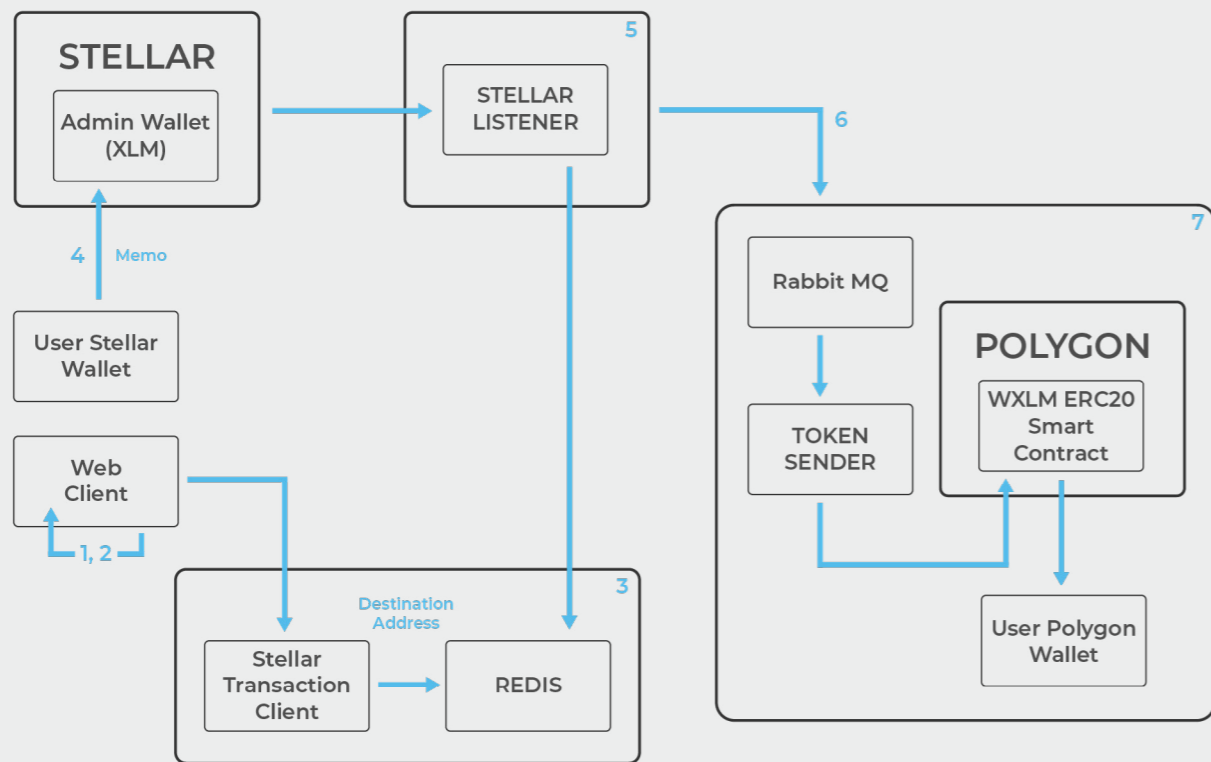 STELLAR
Admin Wallet
(XLM)
5
STELLAR
LISTENER
6
4
Memo
User Stellar
Wallet
Web
Client
1, 2
3
Destination
Address
Stellar
Transaction
Client
REDIS
7
Rabbit MQ
TOKEN
SENDER
POLYGON
WXLM ERC20
Smart
Contract
User Polygon
Wallet